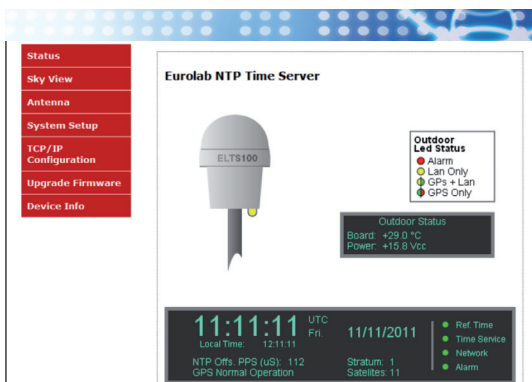 Status
Sky View
Antenna
System Setup
TCP/IP
Configuration
Upgrade Firmware
Device Info
Eurolab NTP Time Server
ELTS100
Outdoor
Led Status
Alarm
Lan Only
GPs + Lan
GPS Only
Outdoor Status
Board: +29.0 °C
Power: +15.8 Vcc
11:11:11 UTC
Fri. 11/11/2011
Local Time: 12:11:11
NTP Offs. PPS (uS): 112
GPS Normal Operation
Stratum: 1
Satelites: 11
Ref. Time
Time Service
Network
Alarm